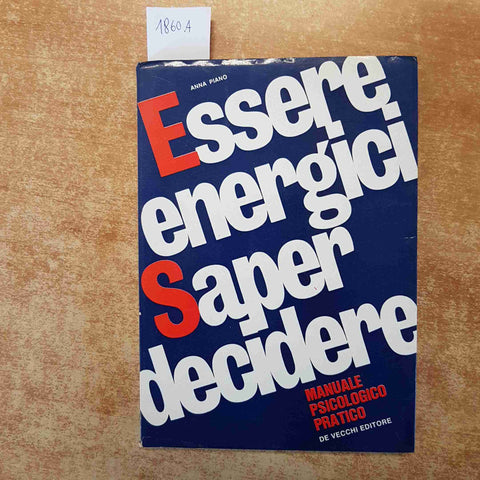 1860.A
ANNA PIANO
Essere
energici
Saper
decidere
MANUALE
PSICOLOGICO
PRATICO
DE VECCHI EDITORE